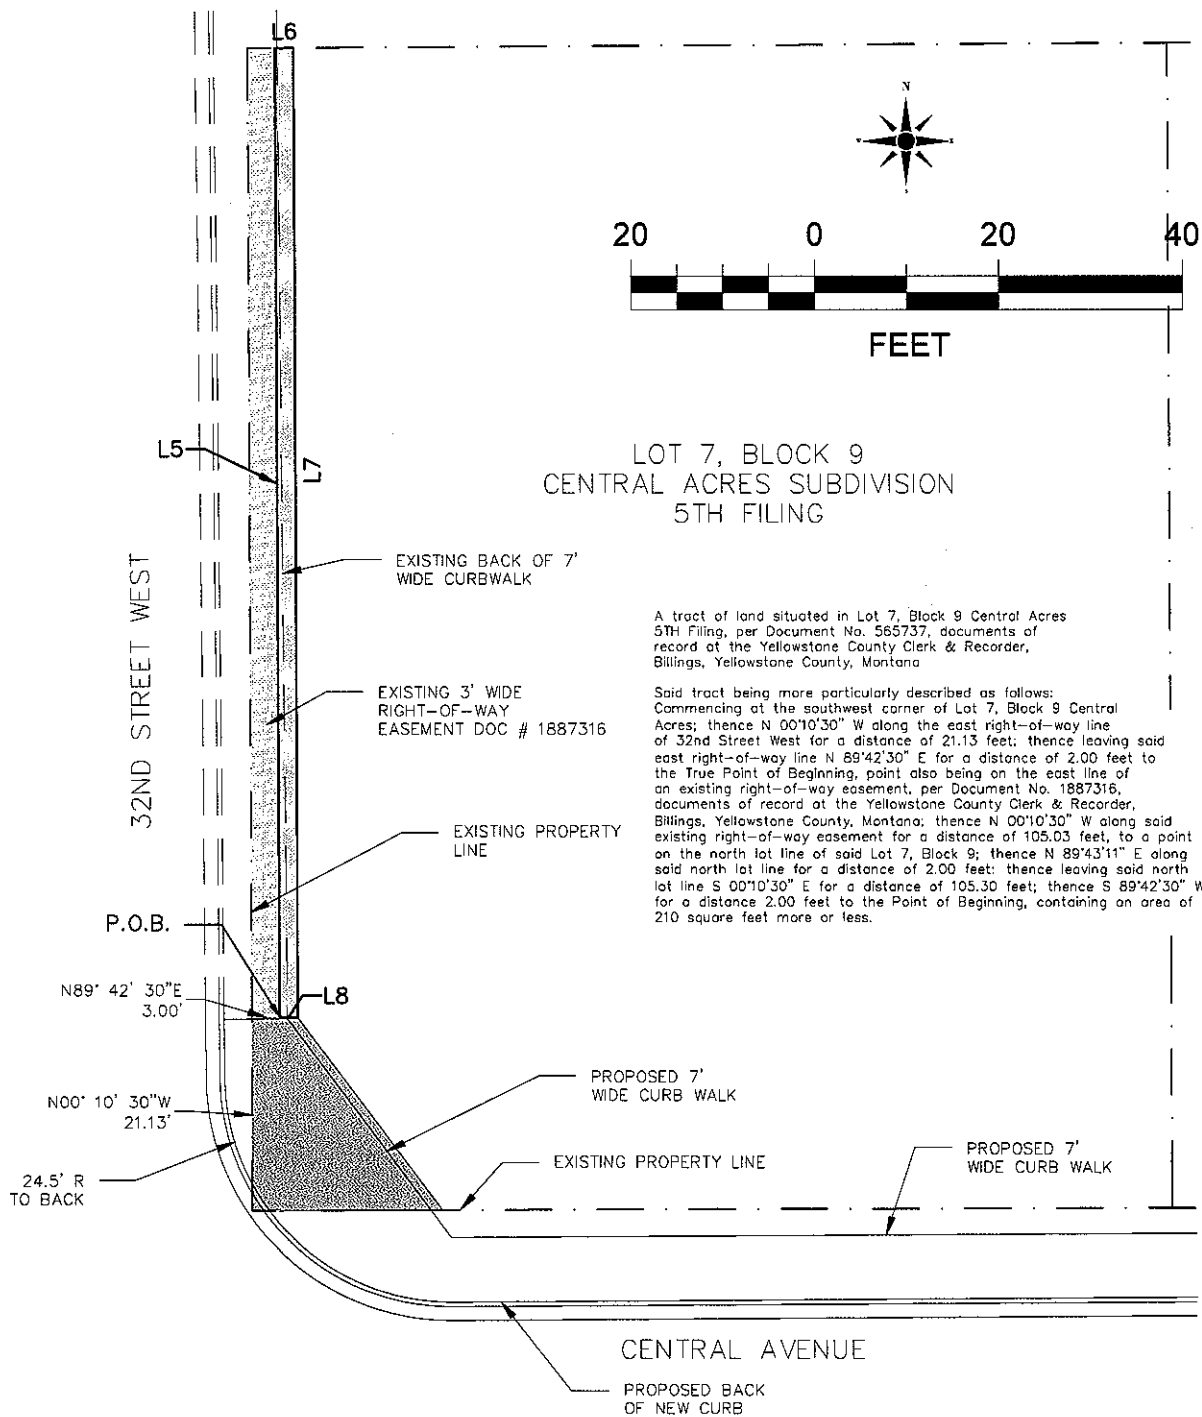 L6
N
20 0 20 40
FEET
L5
L7
LOT 7, BLOCK 9
CENTRAL ACRES SUBDIVISION
5TH FILING
32ND STREET WEST
EXISTING BACK OF 7'
WIDE CURBWALK
EXISTING 3' WIDE
RIGHT-OF-WAY
EASEMENT DOC # 1887316
EXISTING PROPERTY
LINE
A tract of land situated in Lot 7, Block 9 Central Acres
5TH Filing, per Document No. 565737, documents of
record at the Yellowstone County Clerk & Recorder,
Billings, Yellowstone County, Montana
Said tract being more particularly described as follows:
Commencing at the southwest corner of Lot 7, Block 9 Central
Acres; thence N 00°10'30" W along the east right-of-way line
of 32nd Street West for a distance of 21.13 feet; thence leaving said
east right-of-way line N 89°42'30" E for a distance of 2.00 feet to
the True Point of Beginning, point also being on the east line of
an existing right-of-way easement, per Document No. 1887316,
documents of record at the Yellowstone County Clerk & Recorder,
Billings, Yellowstone County, Montana; thence N 00°10'30" W along said
existing right-of-way easement for a distance of 105.03 feet, to a point
on the north lot line of said Lot 7, Block 9; thence N 89°43'11" E along
said north lot line for a distance of 2.00 feet; thence leaving said north
lot line S 00°10'30" E for a distance of 105.30 feet; thence S 89°42'30" W
for a distance 2.00 feet to the Point of Beginning, containing an area of
210 square feet more or less.
P.O.B.
N89° 42' 30"E
3.00'
L8
N00° 10' 30"W
21.13'
24.5' R
TO BACK
PROPOSED 7'
WIDE CURB WALK
EXISTING PROPERTY LINE
PROPOSED 7'
WIDE CURB WALK
CENTRAL AVENUE
PROPOSED BACK
OF NEW CURB